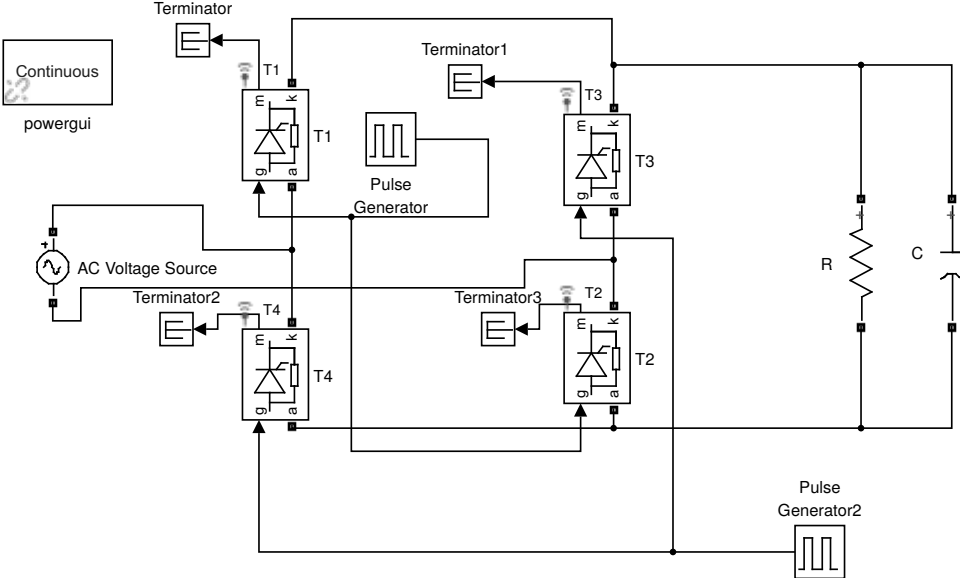 Terminator
Continuous
powergui
T1
m
k
T1
g
a
Pulse
Generator
Terminator1
T3
m
k
T3
g
a
+
AC Voltage Source
Terminator2
T4
m
k
T4
g
a
Terminator3
T2
m
k
T2
g
a
+
R
+
C
Pulse
Generator2